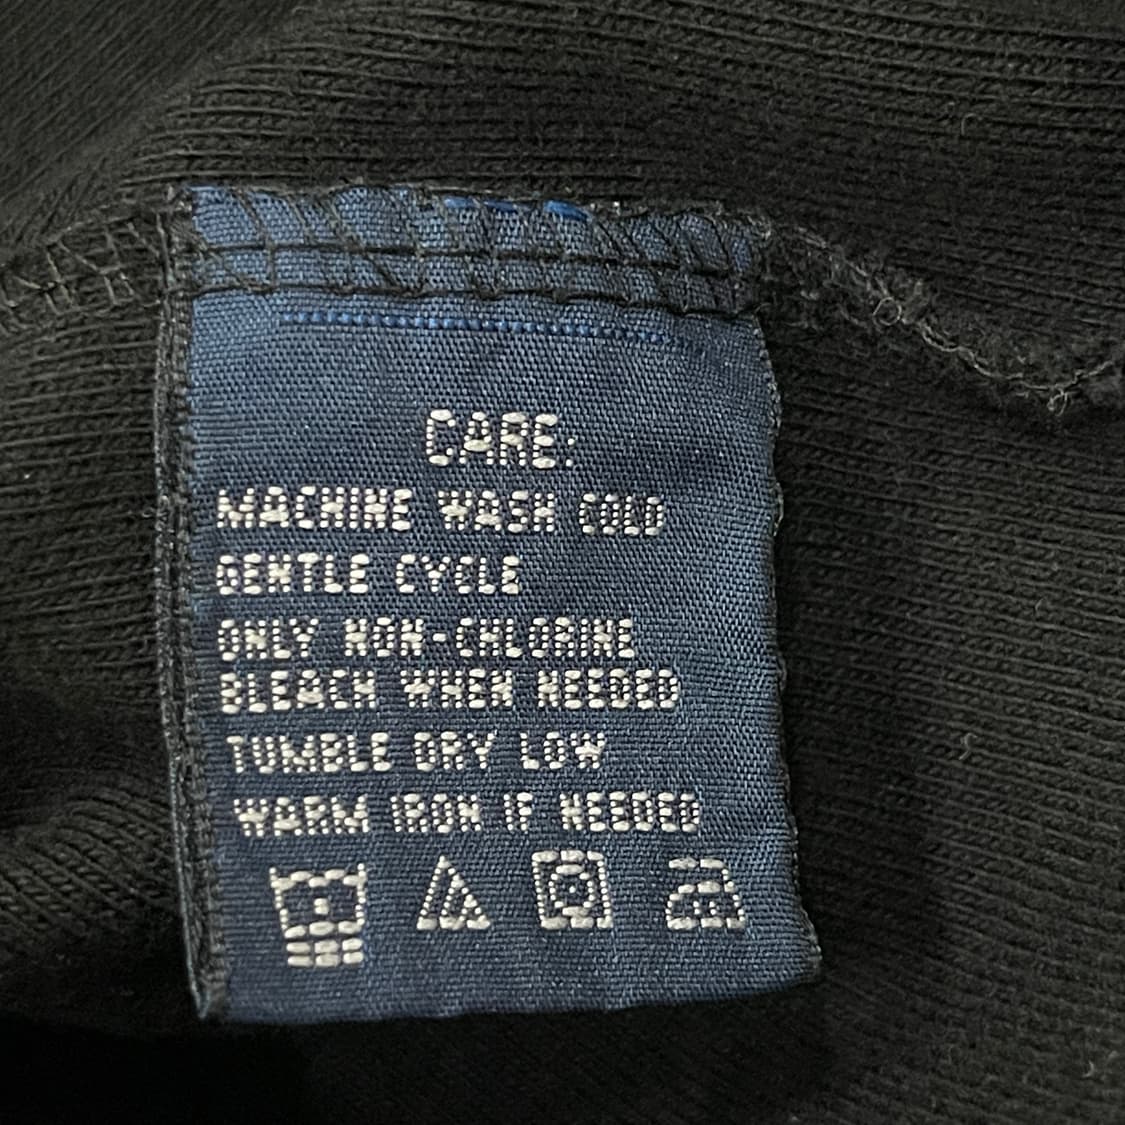 CARE:
MACHINE WASH COLD
GENTLE CYCLE
ONLY NON-CHLORINE
BLEACH WHEN NEEDED
TUMBLE DRY LOW
WARM IRON IF NEEDED